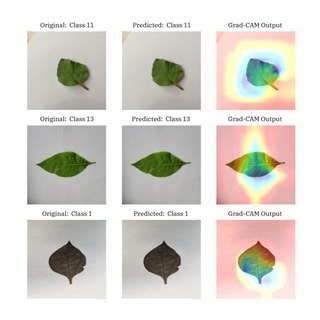 Original: Class 11 Predicted: Class 11 Grad-CAM Output
Original: Class 13 Predicted: Class 13 Grad-CAM Output
Original: Class 1 Predicted: Class 1 Grad-CAM Output